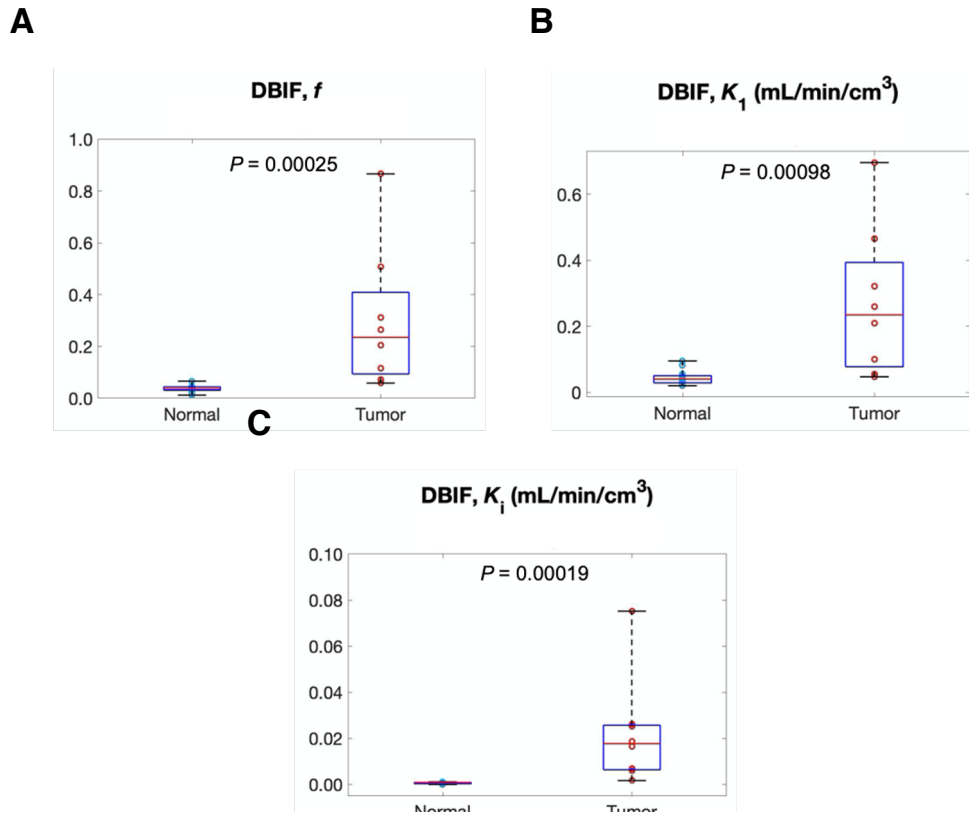 A
DBIF, f
1.0
P = 0.00025
0.8
0.6
0.4
0.2
0.0
Normal Tumor
B
DBIF, K1 (mL/min/cm3)
P = 0.00098
0.6
0.4
0.2
0
Normal Tumor
C
DBIF, Ki (mL/min/cm3)
0.10
P = 0.00019
0.08
0.06
0.04
0.02
0.00
Normal Tumor